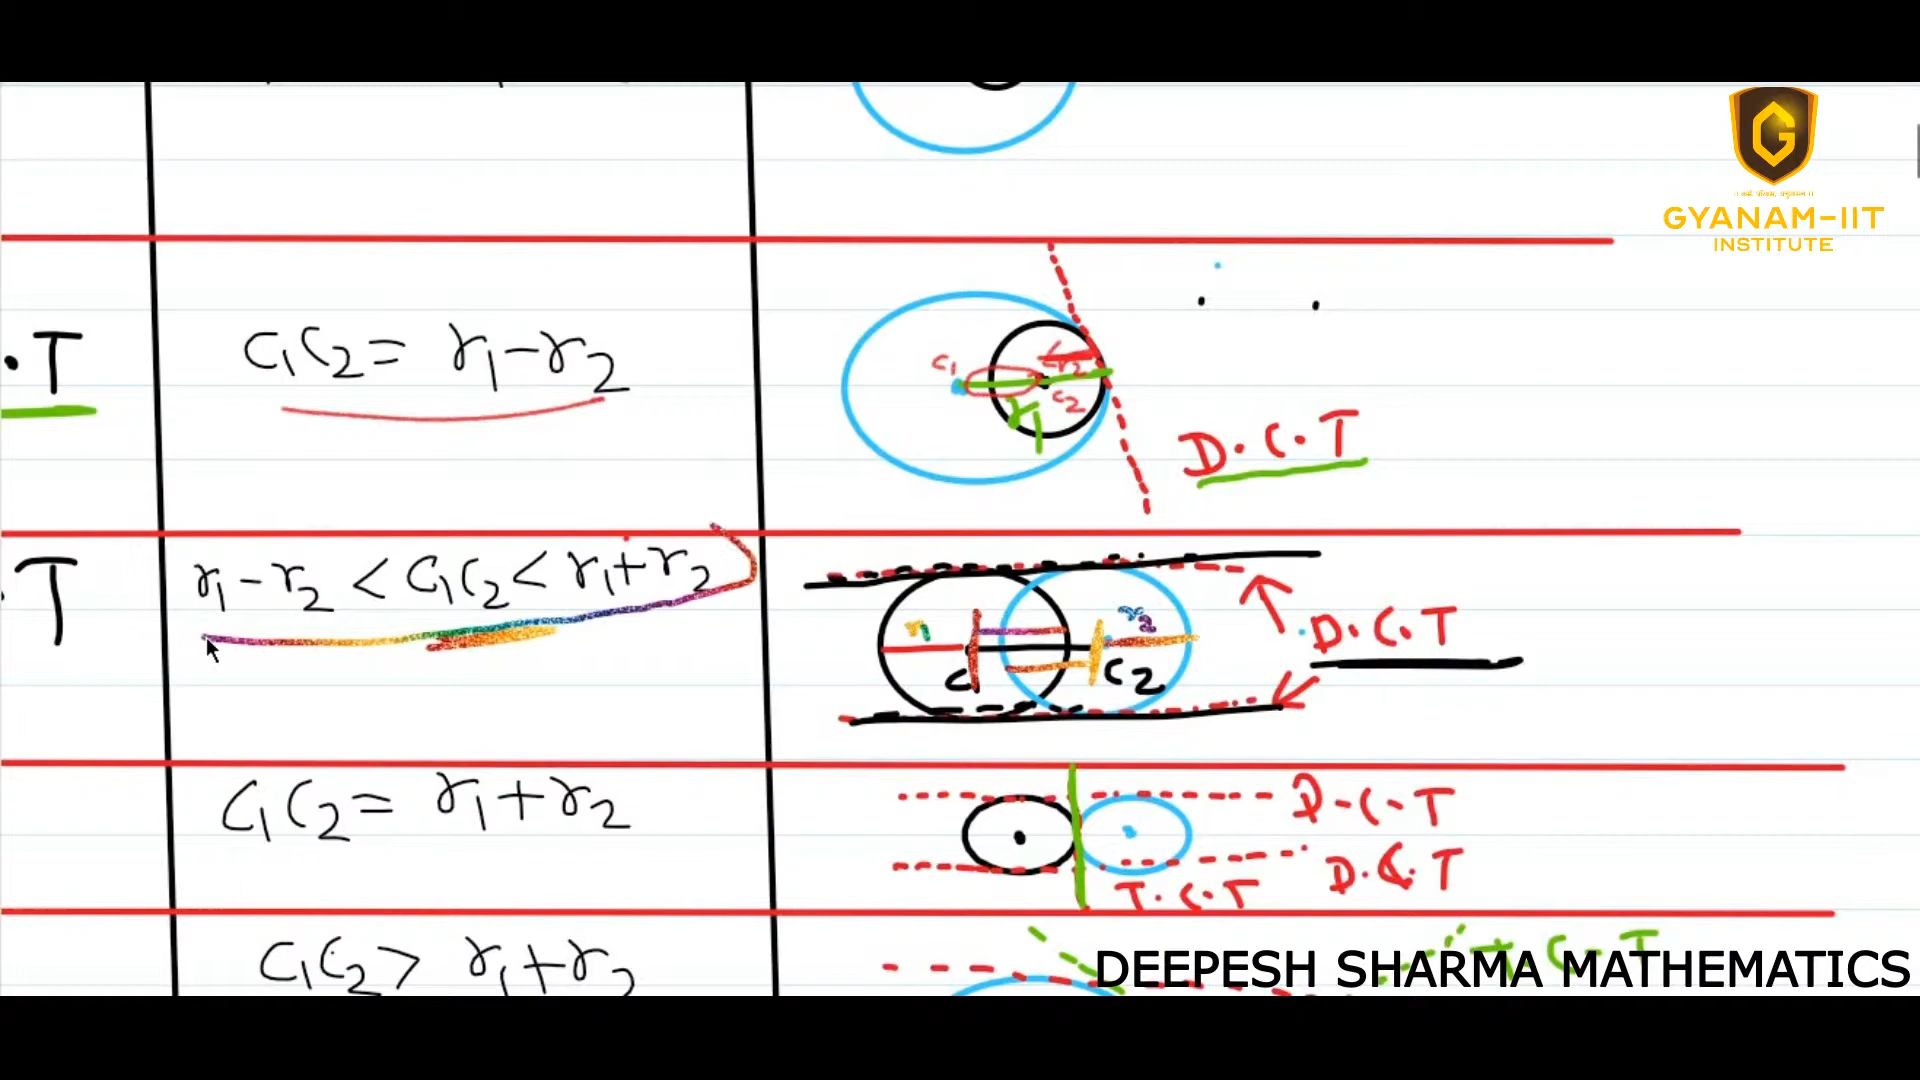 GYANAM-IIT
INSTITUTE
.T
C₁C₂ = r₁-r₂
C₁
r₂
C₂
r₁
D.C.T
.T
r₁-r₂ < C₁C₂ < r₁+r₂
r₁
r₂
C
C₂
D.C.T
C₁C₂ = r₁+r₂
D.C.T
D.C.T
T.C.T
C₁C₂ > r₁+r₂
T.C.T
DEEPESH SHARMA MATHEMATICS